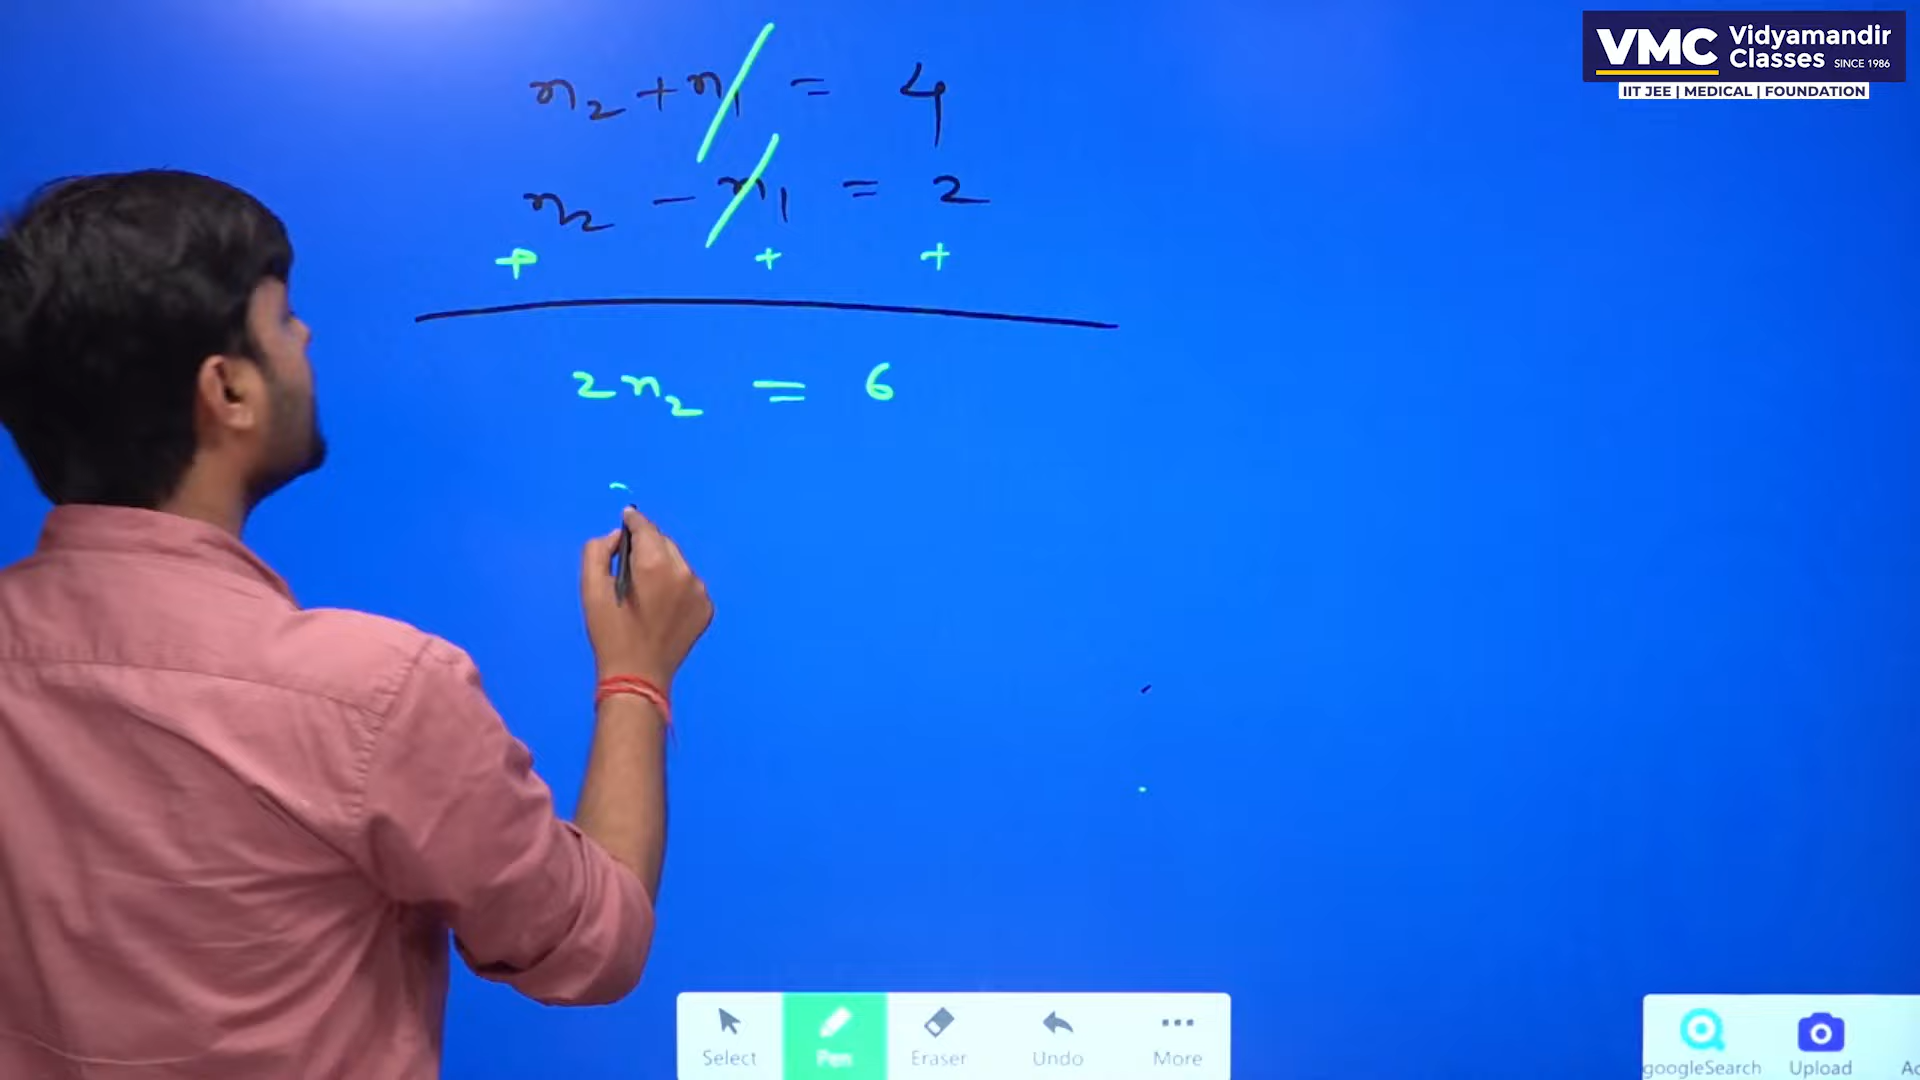 VMC Vidyamandir Classes SINCE 1986
IIT JEE | MEDICAL | FOUNDATION
n₂ + n₁ = 4
n₂ - n₁ = 2
+ + +
2n₂ = 6
Select Pen Eraser Undo More
googleSearch Upload